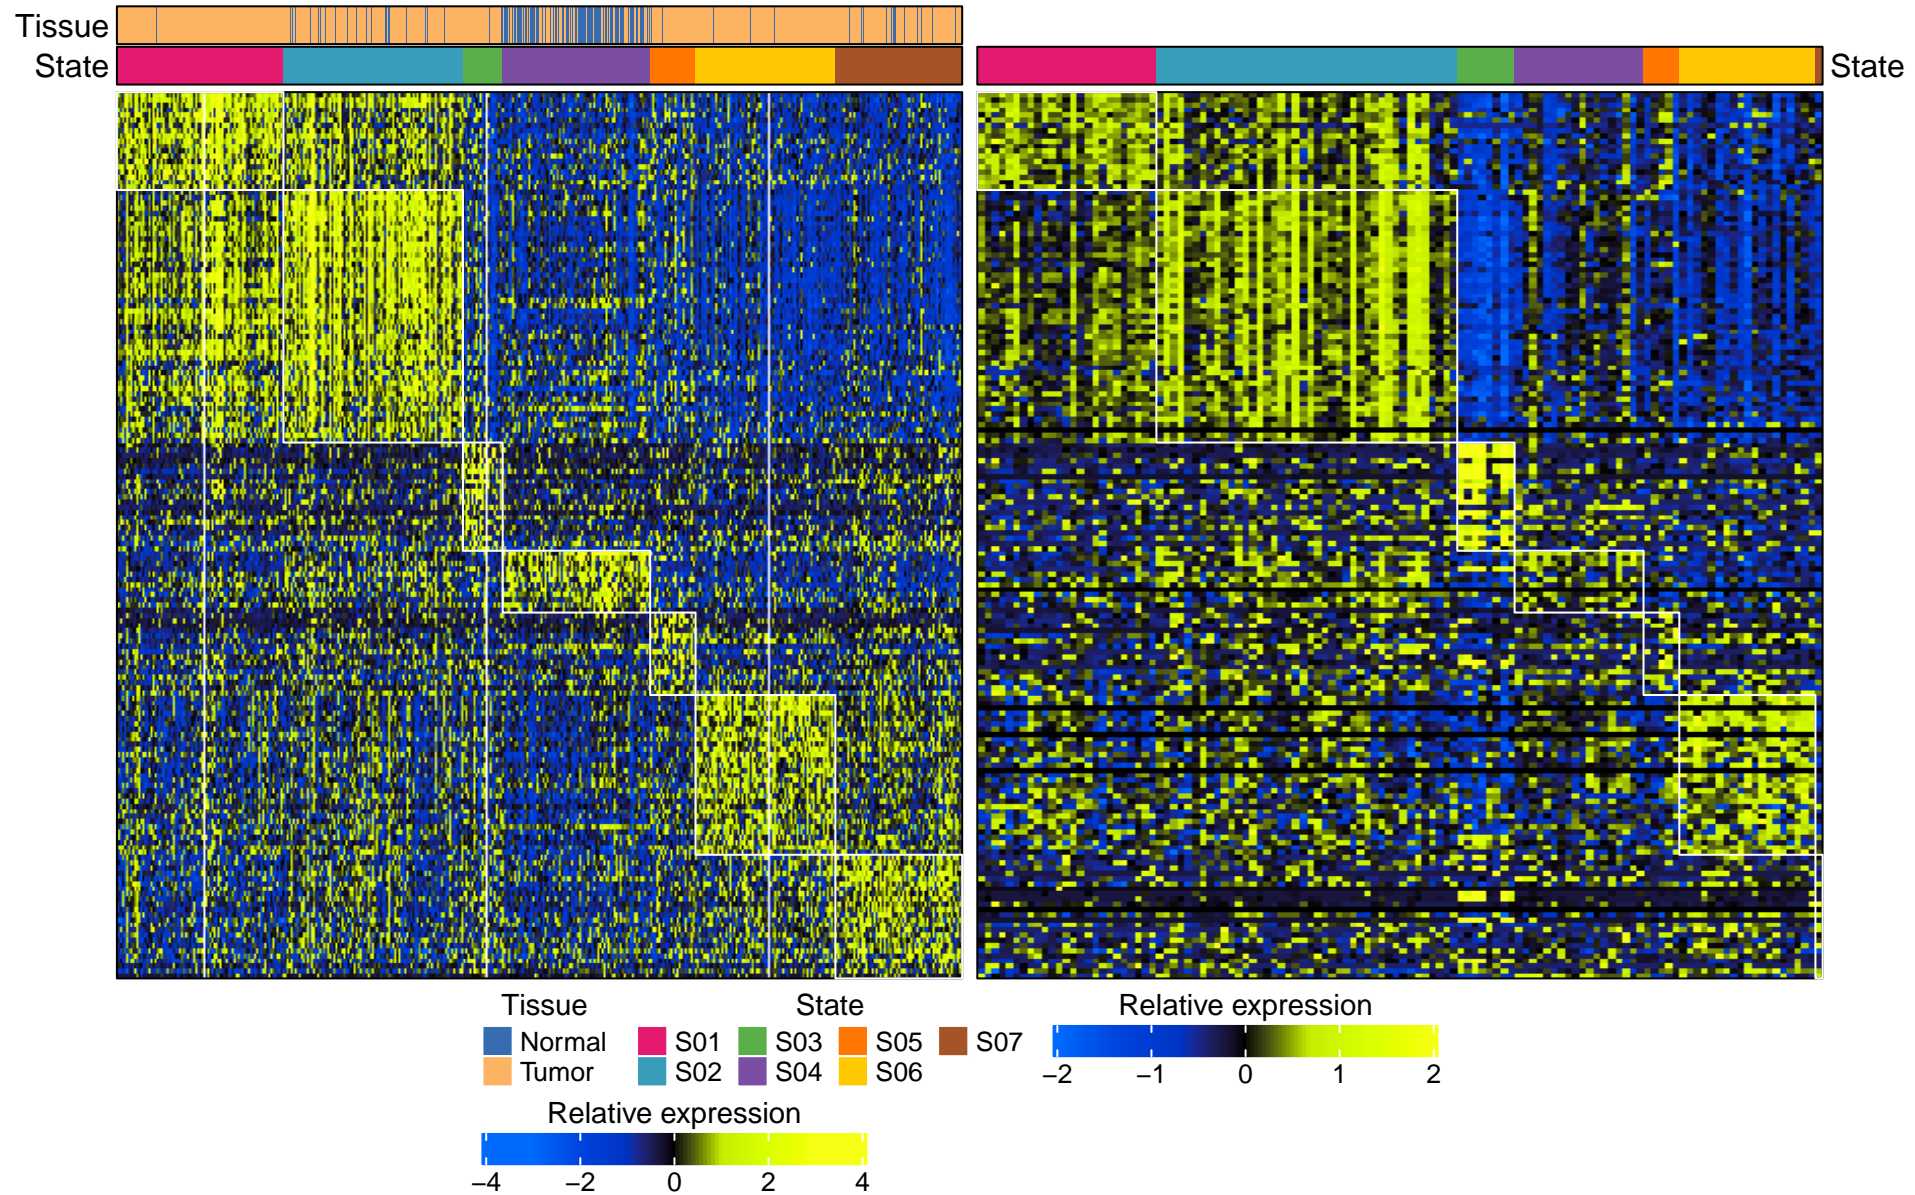 Tissue
State
State
Tissue State Relative expression
Normal S01 S03 S05 S07
Tumor S02 S04 S06
−2 −1 0 1 2
Relative expression
−4 −2 0 2 4